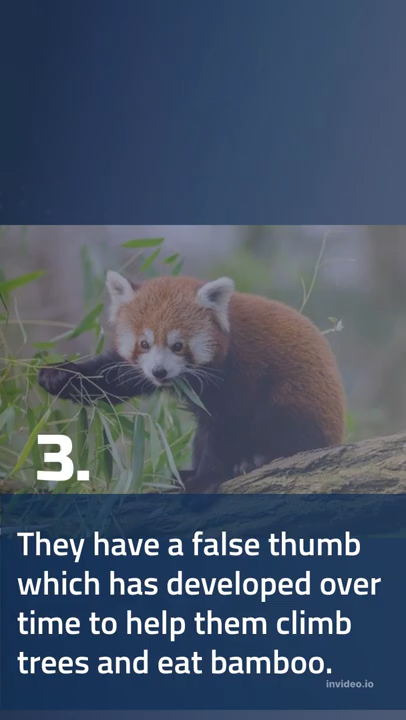 3.
They have a false thumb
which has developed over
time to help them climb
trees and eat bamboo.
invideo.io